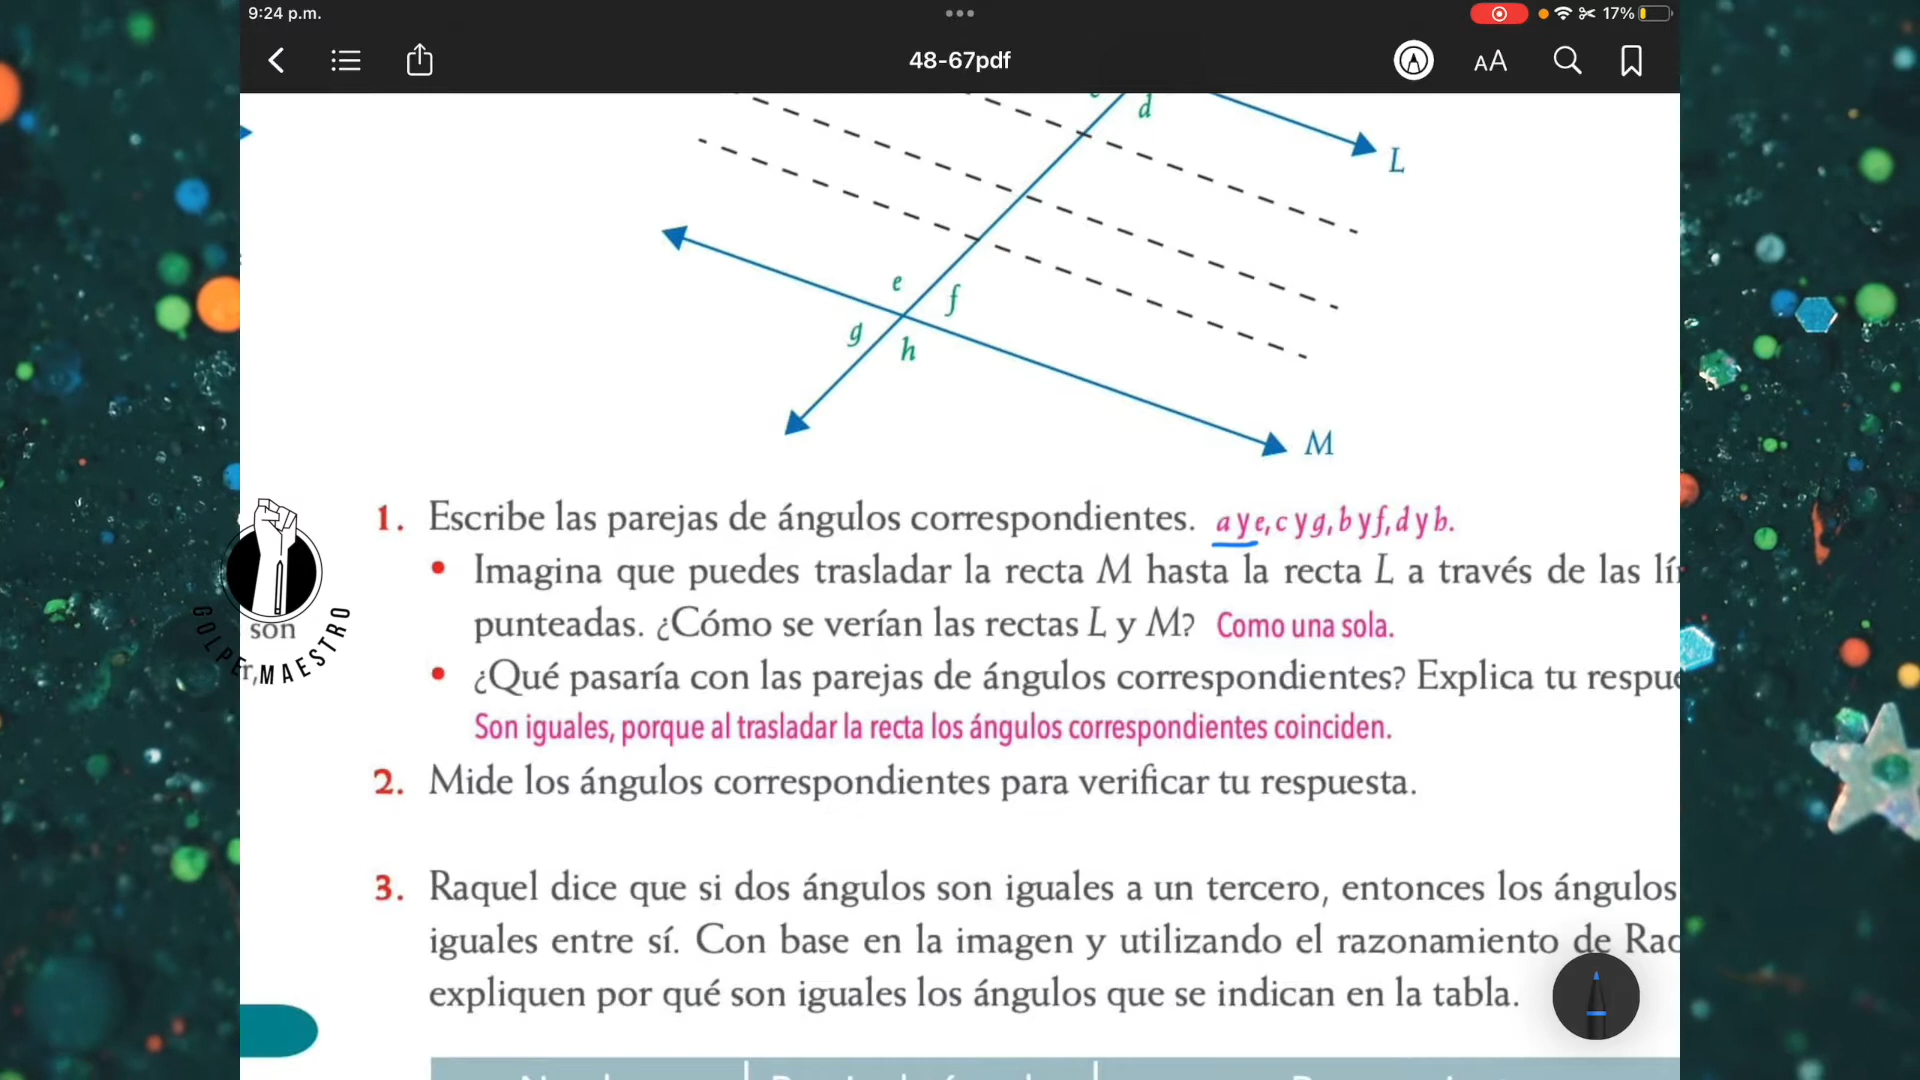 9:24 p.m.
17%
48-67pdf
AA
d
L
e
f
g
h
M
1. Escribe las parejas de ángulos correspondientes. a y e, c y g, b y f, d y b.
• Imagina que puedes trasladar la recta M hasta la recta L a través de las
punteadas. ¿Cómo se verían las rectas L y M? Como una sola.
• ¿Qué pasaría con las parejas de ángulos correspondientes? Explica tu
Son iguales, porque al trasladar la recta los ángulos correspondientes coinciden.
2. Mide los ángulos correspondientes para verificar tu respuesta.
3. Raquel dice que si dos ángulos son iguales a un tercero, entonces los ángulos
iguales entre sí. Con base en la imagen y utilizando el razonamiento de
expliquen por qué son iguales los ángulos que se indican en la tabla.
son
r,
GOLPE MAESTRO